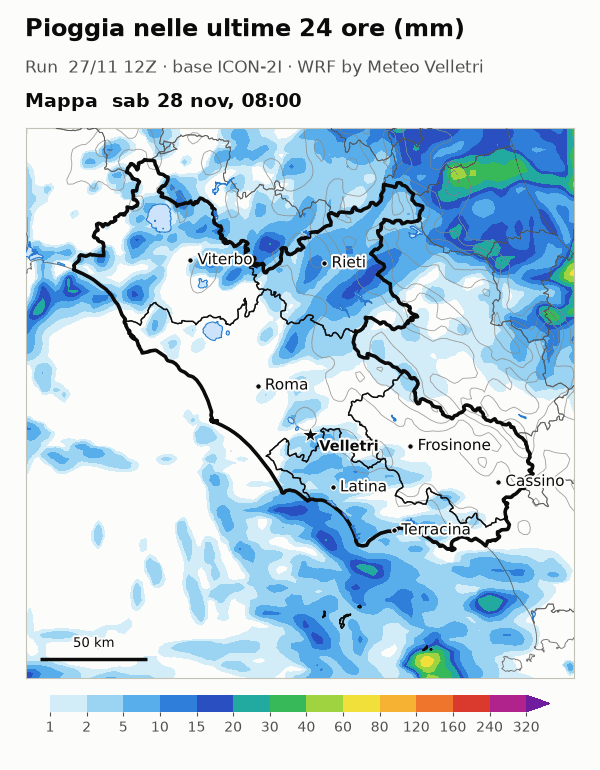 Pioggia nelle ultime 24 ore (mm)
Run  27/11 12Z · base ICON-2I · WRF by Meteo Velletri
Mappa  sab 28 nov, 08:00
Viterbo
Rieti
Roma
Velletri
Frosinone
Cassino
Latina
Terracina
50 km
1 2 5 10 15 20 30 40 60 80 120 160 240 320